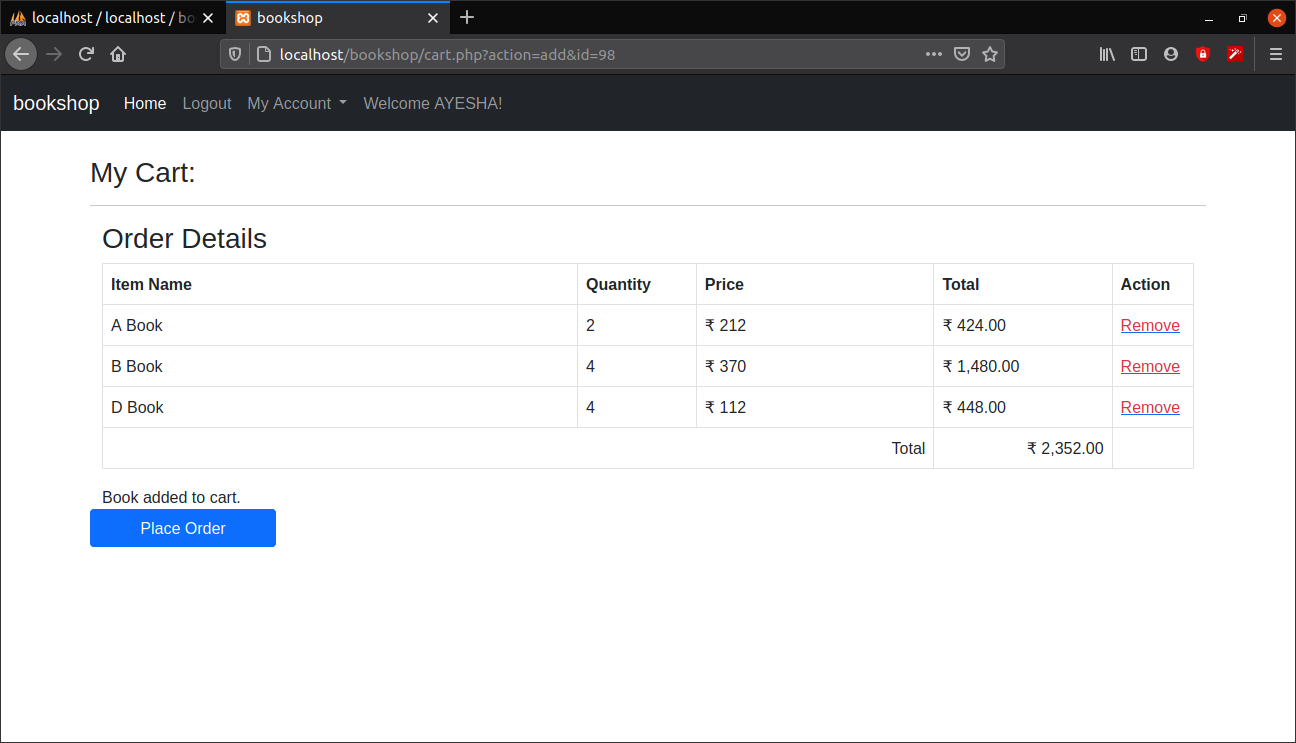 localhost / localhost / bo
bookshop
localhost/bookshop/cart.php?action=add&id=98
bookshop Home Logout My Account Welcome AYESHA!
My Cart:
Order Details
Item Name Quantity Price Total Action
A Book 2 ₹ 212 ₹ 424.00 Remove
B Book 4 ₹ 370 ₹ 1,480.00 Remove
D Book 4 ₹ 112 ₹ 448.00 Remove
Total ₹ 2,352.00
Book added to cart.
Place Order